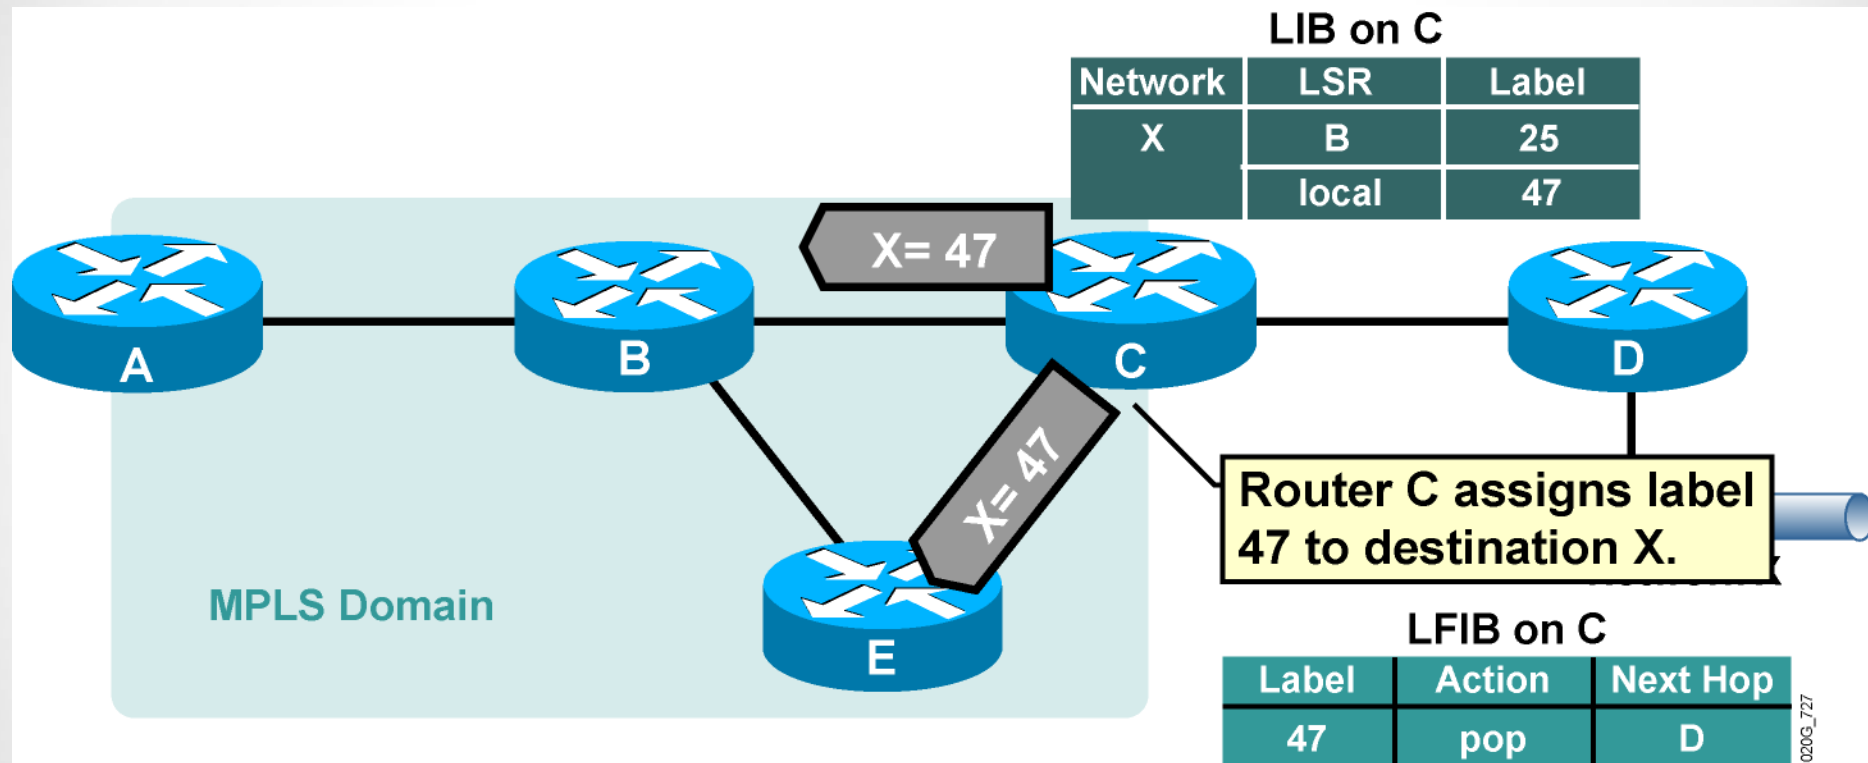 LIB on C
Network LSR Label
X B 25
local 47
X= 47
A
B
C
D
X= 47
Router C assigns label
47 to destination X.
MPLS Domain
E
LFIB on C
Label Action Next Hop
47 pop D
020G_727